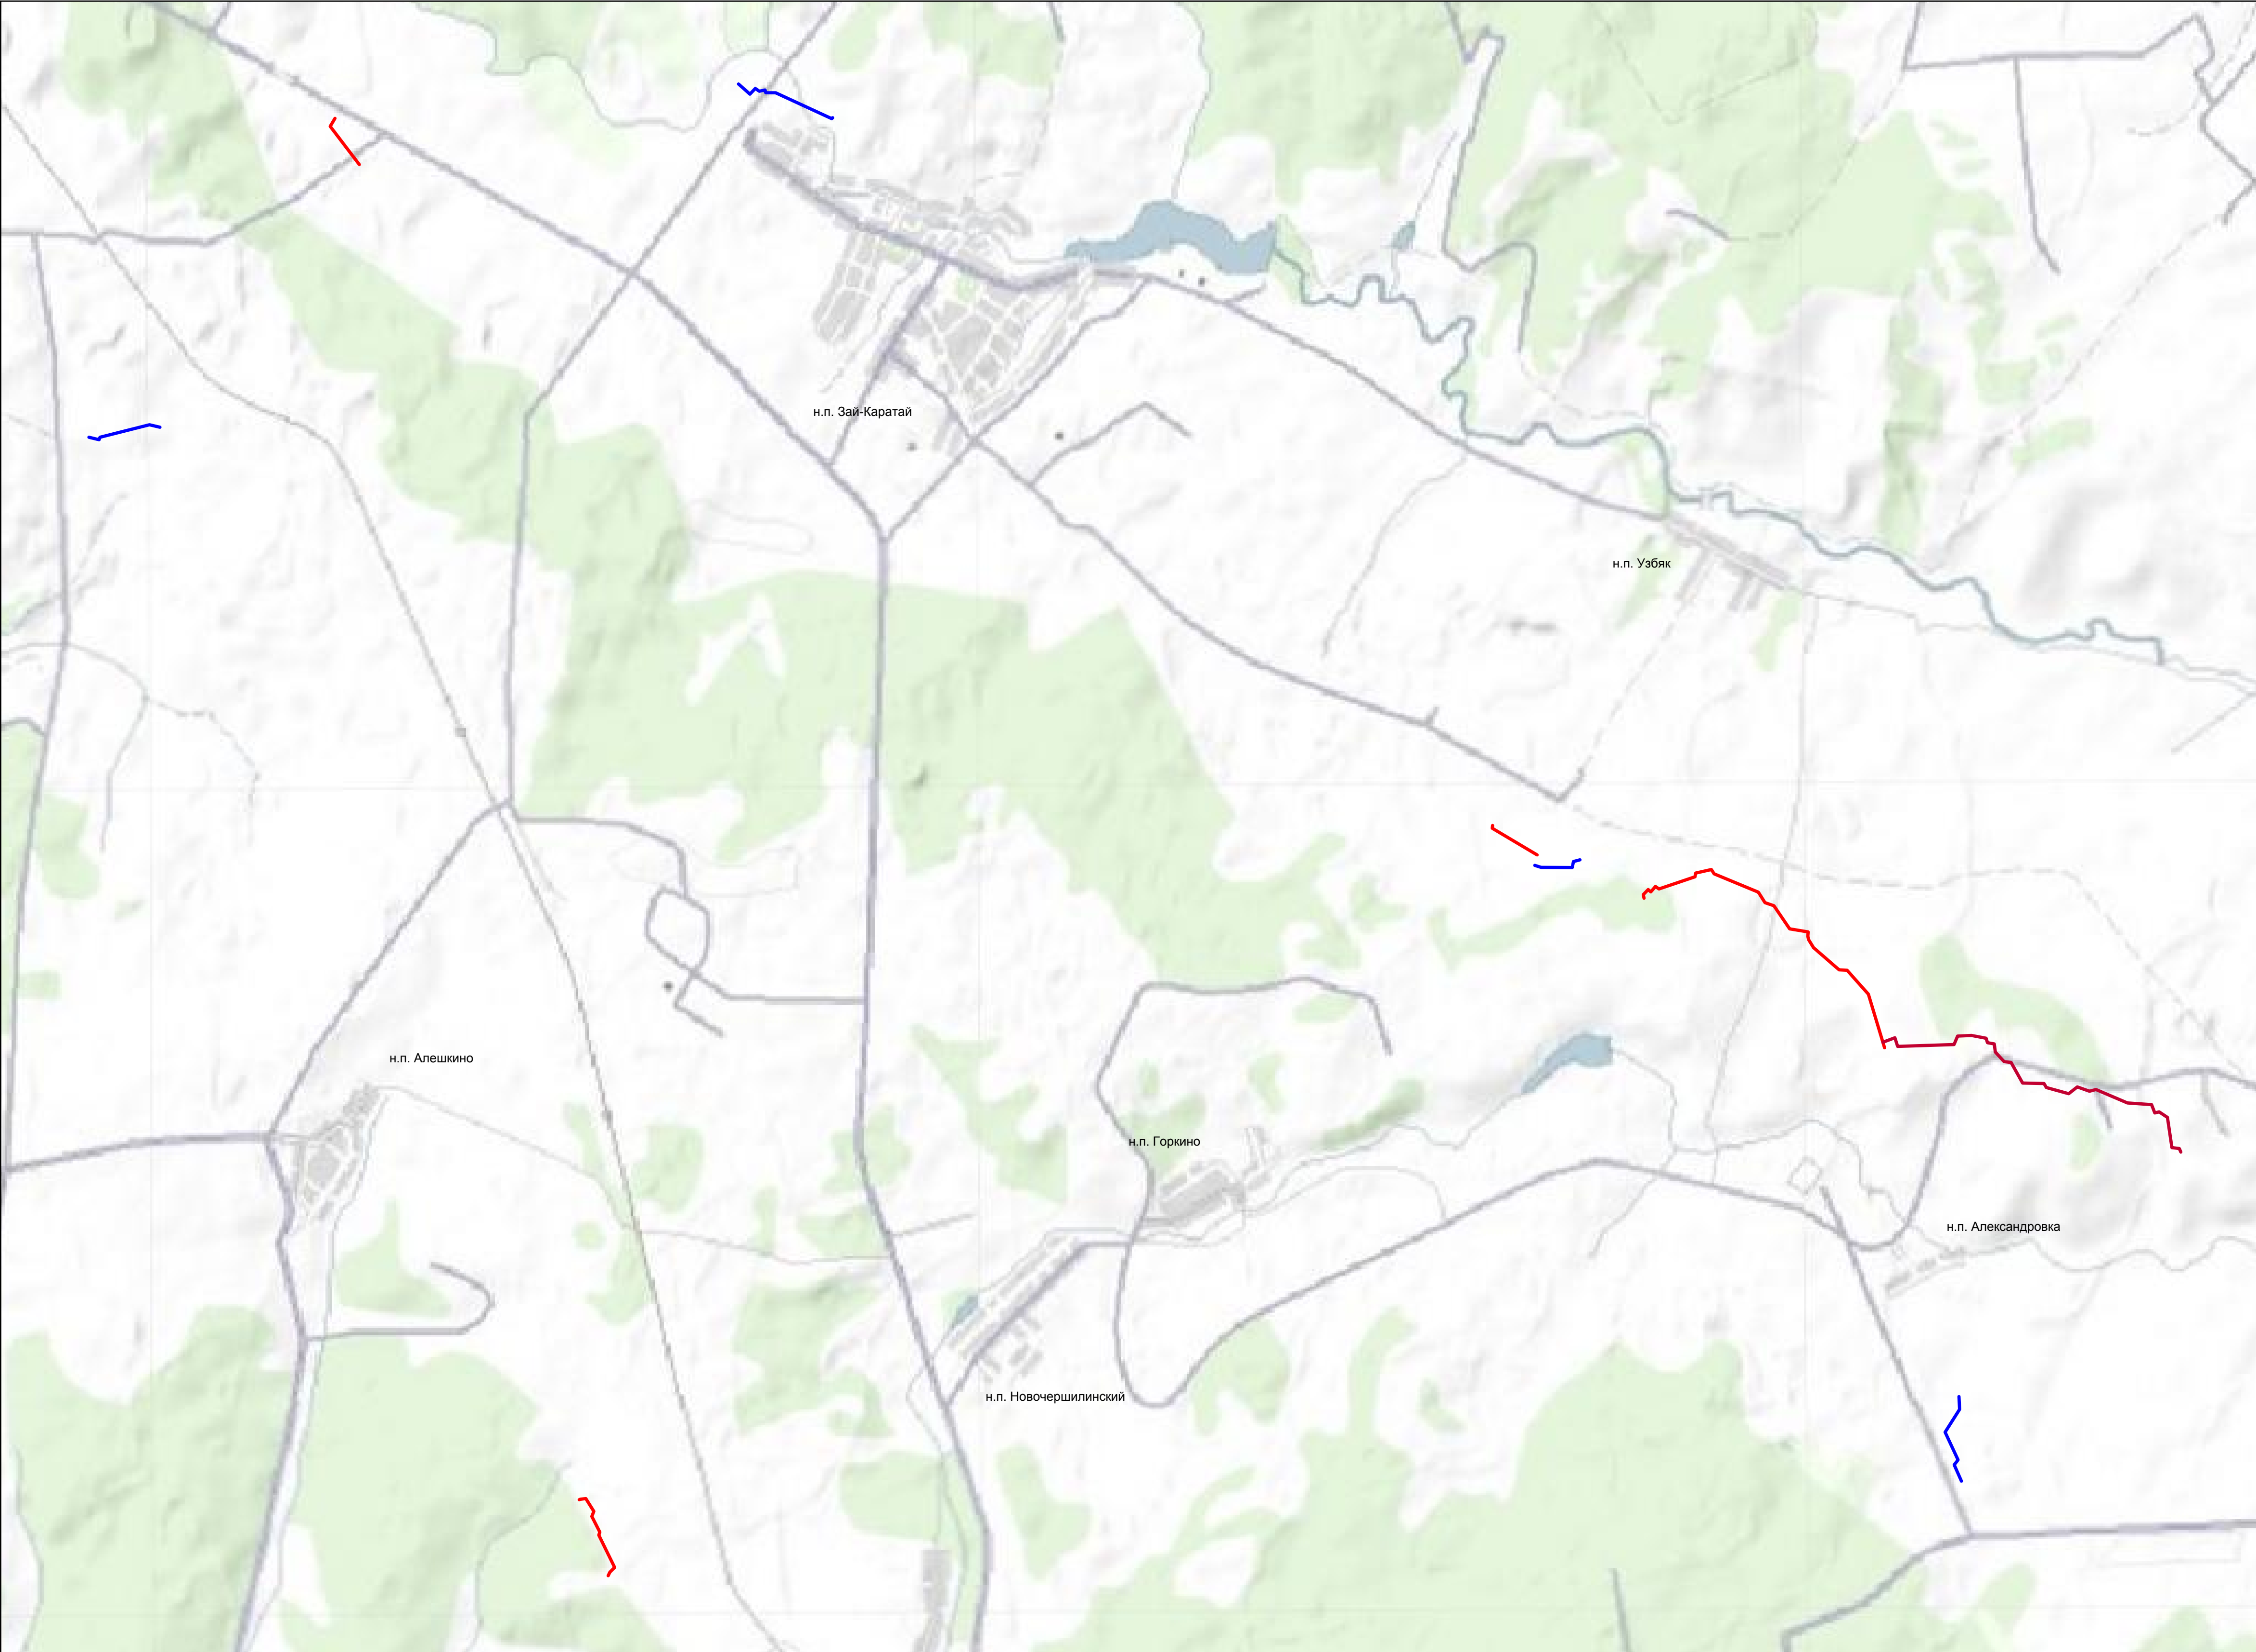 н.п. Зай-Каратай
н.п. Узбяк
н.п. Алешкино
н.п. Горкино
н.п. Александровка
н.п. Новочершилинский